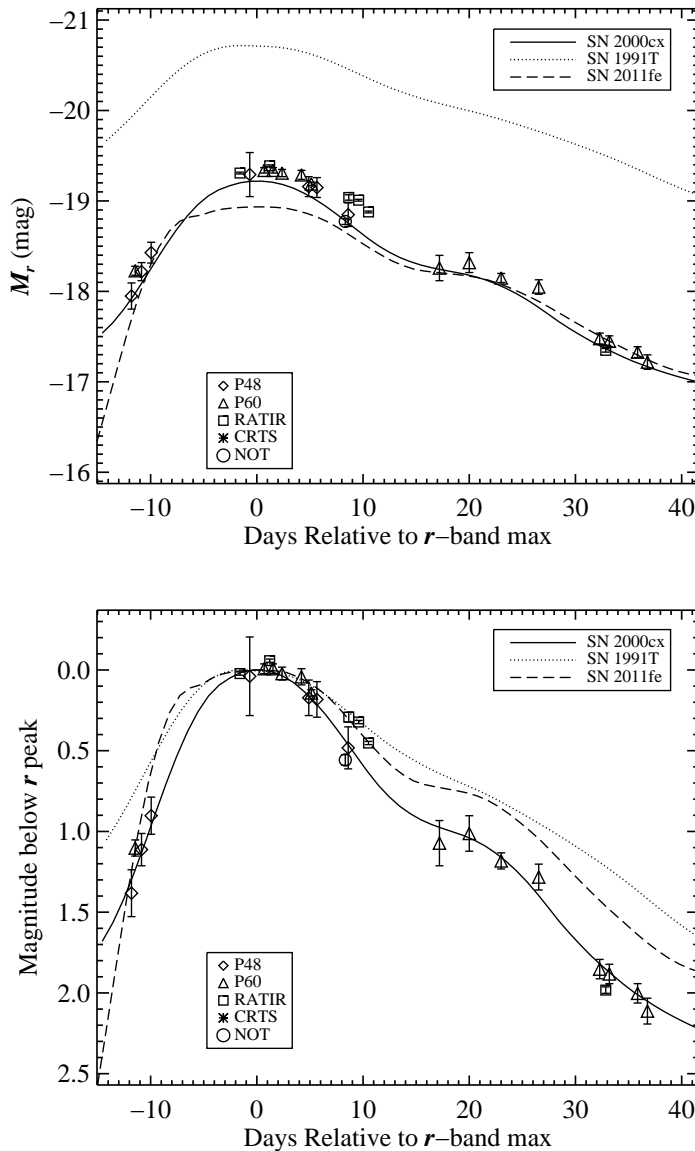 −21
−20
−19
−18
−17
−16
M_r (mag)
SN 2000cx
SN 1991T
SN 2011fe
P48
P60
RATIR
CRTS
NOT
−10 0 10 20 30 40
Days Relative to r−band max
0.0
0.5
1.0
1.5
2.0
2.5
Magnitude below r peak
SN 2000cx
SN 1991T
SN 2011fe
P48
P60
RATIR
CRTS
NOT
−10 0 10 20 30 40
Days Relative to r−band max